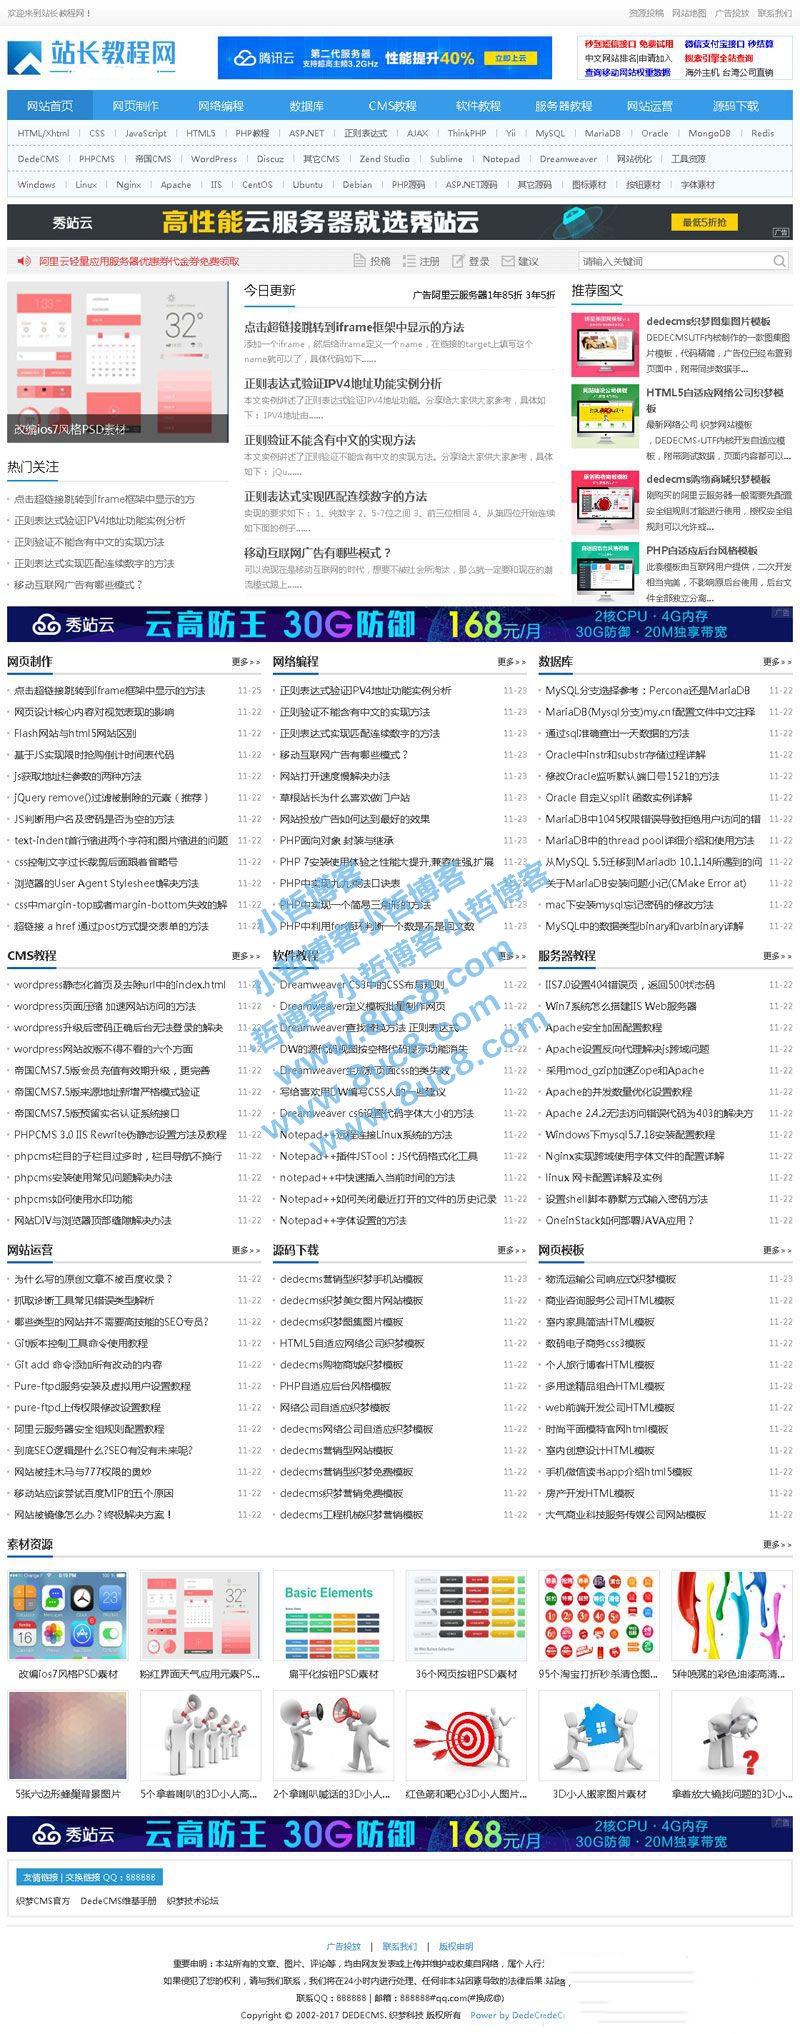 欢迎来到站长教程网！
资源投稿 网站地图 广告投放 联系我们
站长教程网
腾讯云 第二代服务器 支持超高主频3.2GHz 性能提升40% 立即上云
秒到短信接口 免费试用 微信支付宝接口 秒结算
中文网站排名|申请加入 搜索引擎全站查询
查询移动网站权重数据 海外主机 台湾公司直销
网站首页 网页制作 网络编程 数据库 CMS教程 软件教程 服务器教程 网站运营 源码下载
HTML/Xhtml | CSS | JavaScript | HTML5 | PHP教程 | ASP.NET | 正则表达式 | AJAX | ThinkPHP | Yii | MySQL | MariaDB | Oracle | MongoDB | Redis
DedeCMS | PHPCMS | 帝国CMS | WordPress | Discuz | 其它CMS | Zend Studio | Sublime | Notepad | Dreamweaver | 网站优化 | 工具资源
Windows | Linux | Nginx | Apache | IIS | CentOS | Ubuntu | Debian | PHP源码 | ASP.NET源码 | 其它源码 | 图标素材 | 按钮素材 | 字体素材
秀站云 高性能云服务器就选秀站云 最低5折抢 广告
阿里云轻量应用服务器优惠券代金券免费领取 投稿 注册 登录 建议 请输入关键词
改编ios7风格PSD素材
热门关注
点击超链接跳转到iframe框架中显示的方
正则表达式验证IPV4地址功能实例分析
正则验证不能含有中文的实现方法
正则表达式实现匹配连续数字的方法
移动互联网广告有哪些模式？
今日更新 广告阿里云服务器1年85折 3年5折
点击超链接跳转到iframe框架中显示的方法
添加一个iframe，然后给iframe定义一个name，在链接的target上填写这个
name就可以了，具体代码如下......
正则表达式验证IPV4地址功能实例分析
本文实例讲述了正则表达式验证IPV4地址功能。分享给大家供大家参考，具体如
下： IPV4地址由......
正则验证不能含有中文的实现方法
本文实例讲述了正则验证不能含有中文的实现方法。分享给大家供大家参考，具体
如下： jQu......
正则表达式实现匹配连续数字的方法
实现的要求如下： 1、纯数字 2、5-7位之间 3、前三位相同 4、从第四位开始连续
如下面的例子......
移动互联网广告有哪些模式？
可以说现在是移动互联网的时代，想要不被社会所淘汰，那么就一定要和现在的潮
流模式跟上......
推荐图文
dedecms织梦图集图片模板
DEDECMSUTF内核制作的一款图集图
片模板，代码精简，广告位已经布置到
页面中，附带同步数据手...
HTML5自适应网络公司织梦模
板
最新网络公司 织梦网站模板
，DEDECMS-UTF内核开发自适应模
板，附带测试数据，页面内容都可以...
dedecms购物商城织梦模板
刚购买的阿里云服务器一般需要先配置
安全组规则才能进行使用，授权安全组
规则可以允许或...
PHP自适应后台风格模板
此套模板由互联网用户提供，二次开发
相当完美，不影响原后台使用，后台文
件全部独立分离...
秀站云 云高防王 30G防御 168元/月 2核CPU·4G内存 30G防御·20M独享带宽 广告
网页制作 更多>>
点击超链接跳转到iframe框架中显示的方法 11-25
网页设计核心内容对视觉表现的影响 11-22
Flash网站与html5网站区别 11-22
基于JS实现限时抢购倒计时间表代码 11-22
Js获取地址栏参数的两种方法 11-22
jQuery remove()过滤被删除的元素（推荐） 11-22
JS判断用户名及密码是否为空的方法 11-22
text-indent首行缩进两个字符和图片缩进的问题 11-22
css控制文字过长裁剪后面跟着省略号 11-22
浏览器的User Agent Stylesheet解决方法
css中margin-top或者margin-bottom失效的解
超链接 a href 通过post方式提交表单的方法
网络编程 更多>>
正则表达式验证IPV4地址功能实例分析 11-23
正则验证不能含有中文的实现方法 11-23
正则表达式实现匹配连续数字的方法 11-23
移动互联网广告有哪些模式？ 11-23
网站打开速度慢解决办法 11-23
草根站长为什么喜欢做门户站 11-23
网站投放广告如何达到最好的效果 11-23
PHP面向对象 封装与继承 11-23
PHP 7安装使用体验之性能大提升,兼容性强,扩展
PHP中实现九九乘法口诀表
PHP中实现一个简易三角形的方法
PHP中利用for循环判断一个数是不是回文数
数据库 更多>>
MySQL分支选择参考：Percona还是MariaDB 11-22
MariaDB(Mysql分支)my.cnf配置文件中文注释 11-22
通过sql准确查出一天数据的方法 11-22
Oracle中instr和substr存储过程详解 11-22
修改Oracle监听默认端口号1521的方法 11-22
Oracle 自定义split 函数实例详解 11-22
MariaDB中1045权限错误导致拒绝用户访问的错 11-22
MariaDB中的thread pool详细介绍和使用方法 11-22
从MySQL 5.5迁移到Mariadb 10.1.14所遇到的问 11-22
关于MariaDB安装问题小记(CMake Error at) 11-22
mac下安装mysql忘记密码的修改方法 11-22
MySQL中的数据类型binary和varbinary详解 11-22
小哲博客
小哲博客 小哲博客
哲博客 小哲博客 小哲博客
www.8uc8.com
www.8uc8.com
www.8uc8.com
CMS教程 更多>>
wordpress静态化首页及去除url中的index.html 11-22
wordpress页面压缩 加速网站访问的方法 11-22
wordpress升级后密码正确后台无法登录的解决
wordpress网站改版不得不看的六个方面
帝国CMS7.5版会员充值有效期升级，更完善 11-22
帝国CMS7.5版来源地址新增严格模式验证 11-22
帝国CMS7.5版预留实名认证系统接口 11-22
PHPCMS 3.0 IIS Rewrite伪静态设置方法及教程 11-22
phpcms栏目的子栏目过多时，栏目导航不换行 11-22
phpcms安装使用常见问题解决办法 11-22
phpcms如何使用水印功能 11-22
网站DIV与浏览器顶部缝隙解决办法 11-22
软件教程 更多>>
Dreamweaver CS3中的CSS布局规则 11-22
Dreamweaver定义模板批量制作网页 11-22
Dreamweaver查找替换方法 正则表达式 11-22
DW的源代码视图按空格代码提示功能消失
Dreamweaver生成新页面css的类失效
写给喜欢用DW编写CSS人的一些建议 11-22
Dreamweaver cs6设置代码字体大小的方法 11-22
Notepad++远程连接Linux系统的方法 11-22
Notepad++插件JSTool：JS代码格式化工具 11-22
notepad++中快速插入当前时间的方法 11-22
Notepad++如何关闭最近打开的文件的历史记录 11-22
Notepad++字体设置的方法 11-22
服务器教程 更多>>
IIS7.0设置404错误页，返回500状态码 11-22
Win7系统怎么搭建IIS Web服务器 11-22
Apache安全加固配置教程 11-22
Apache设置反向代理解决js跨域问题 11-22
采用mod_gzip加速Zope和Apache 11-22
Apache的并发数量优化设置教程 11-22
Apache 2.4.2无法访问错误代码为403的解决方 11-22
Windows下mysql5.7.18安装配置教程 11-22
Nginx实现跨域使用字体文件的配置详解 11-22
linux 网卡配置详解及实例 11-22
设置shell脚本静默方式输入密码方法 11-22
OneinStack如何部署JAVA应用？ 11-22
网站运营 更多>>
为什么写的原创文章不被百度收录？ 11-22
抓取诊断工具常见错误类型解析 11-22
哪些类型的网站并不需要高技能的SEO专员? 11-22
Git版本控制工具命令使用教程 11-22
Git add 命令添加所有改动的内容 11-22
Pure-ftpd服务安装及虚拟用户设置教程 11-22
pure-ftpd上传权限修改设置教程 11-22
阿里云服务器安全组规则配置教程 11-22
到底SEO逻辑是什么?SEO有没有未来呢? 11-22
网站被挂木马与777权限的奥妙 11-22
移动站应该尝试百度MIP的五个原因 11-22
网站被镜像怎么办？终极解决方案！ 11-22
源码下载 更多>>
dedecms营销型织梦手机站模板 11-23
dedecms织梦美女图片网站模板 11-22
dedecms织梦图集图片模板 11-22
HTML5自适应网络公司织梦模板 11-22
dedecms购物商城织梦模板 11-22
PHP自适应后台风格模板 11-22
网络公司自适应织梦模板 11-22
dedecms网络公司自适应织梦模板 11-22
dedecms营销型网站模板 11-22
dedecms营销型织梦免费模板 11-22
dedecms织梦营销免费模板 11-22
dedecms工程机械织梦营销模板 11-22
网页模板 更多>>
物流运输公司响应式织梦模板 11-23
商业咨询服务公司HTML模板 11-22
室内家具简洁HTML模板 11-22
数码电子商务css3模板 11-22
个人旅行博客HTML模板 11-22
多用途精品组合HTML模板 11-22
web前端开发公司HTML模板 11-22
时尚平面模特官网html模板 11-22
室内创意设计HTML模板 11-22
手机微信读书app介绍html5模板 11-22
房产开发HTML模板 11-22
大气商业科技服务传媒公司网站模板 11-22
素材资源 更多>>
Basic Elements
改编ios7风格PSD素材 粉红界面天气应用元素PS... 扁平化按钮PSD素材 36个网页按钮PSD素材 95个淘宝打折秒杀清仓图... 5种喷溅的彩色油漆高清...
5张六边形蜂巢背景图片 5个拿着喇叭的3D小人高... 2个拿喇叭喊话的3D小人... 红色箭和靶心3D小人图片... 3D小人搬家图片素材 拿着放大镜找问题的3D小...
秀站云 云高防王 30G防御 168元/月 2核CPU·4G内存 30G防御·20M独享带宽 广告
友情链接 | 交换链接 QQ：888888
织梦CMS官方 DedeCMS维基手册 织梦技术论坛
广告投放 | 联系我们 | 版权申明
重要申明：本站所有的文章、图片、评论等，均由网友发表或上传并维护或收集自网络，属个人行为
如果侵犯了您的权利，请与我们联系，我们将在24小时内进行处理、任何非本站因素导致的法律后果
联系QQ：888888 | 邮箱：888888#qq.com(#换成@)
Copyright © 2002-2017 DEDECMS. 织梦科技 版权所有 Power by DedeC